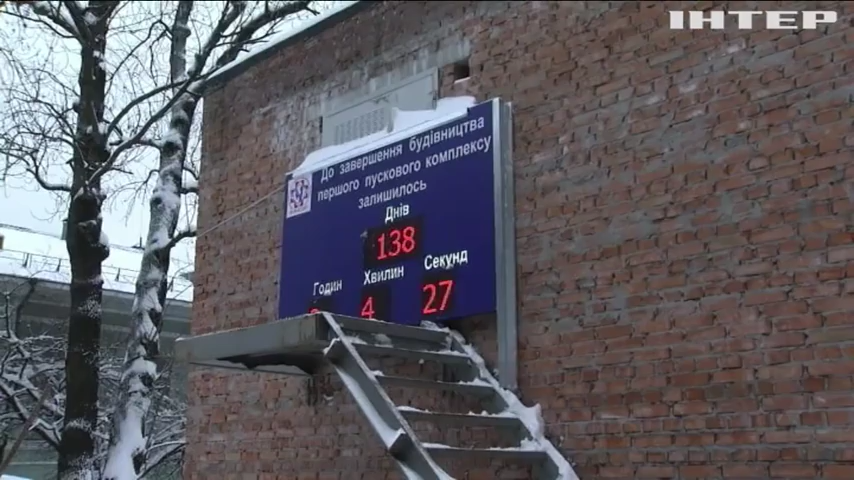 ІНТЕР
До завершення будівництва
першого пускового комплексу
залишилось
Днів
138
Годин Хвилин Секунд
4 27